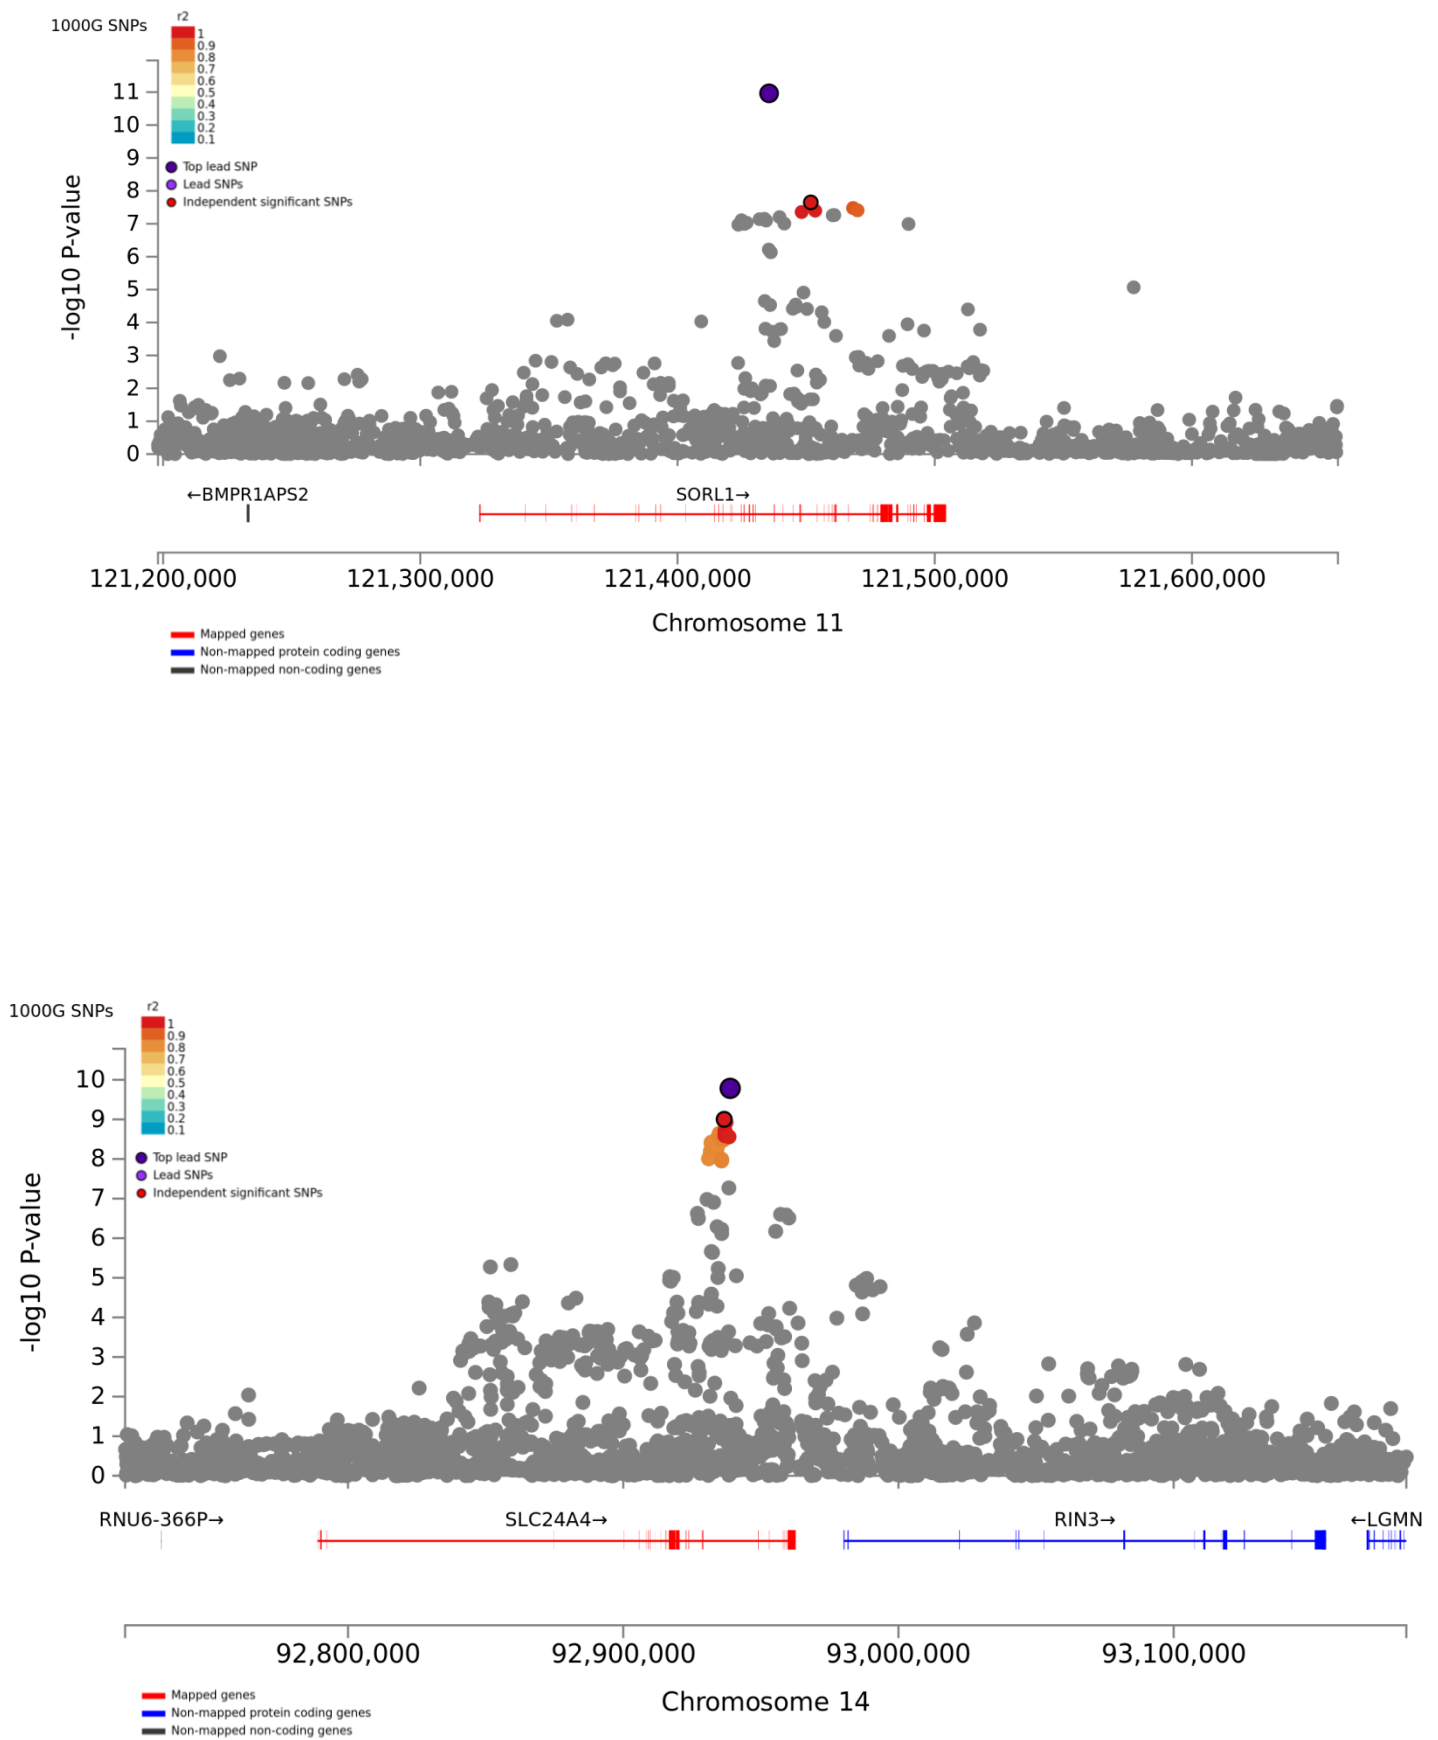 1000G SNPs
r2
1
0.9
0.8
0.7
0.6
0.5
0.4
0.3
0.2
0.1
Top lead SNP
Lead SNPs
Independent significant SNPs
-log10 P-value
11
10
9
8
7
6
5
4
3
2
1
0
←BMPR1APS2
SORL1→
121,200,000 121,300,000 121,400,000 121,500,000 121,600,000
Chromosome 11
Mapped genes
Non-mapped protein coding genes
Non-mapped non-coding genes
1000G SNPs
r2
1
0.9
0.8
0.7
0.6
0.5
0.4
0.3
0.2
0.1
Top lead SNP
Lead SNPs
Independent significant SNPs
-log10 P-value
10
9
8
7
6
5
4
3
2
1
0
RNU6-366P→ SLC24A4→ RIN3→ ←LGMN
92,800,000 92,900,000 93,000,000 93,100,000
Chromosome 14
Mapped genes
Non-mapped protein coding genes
Non-mapped non-coding genes